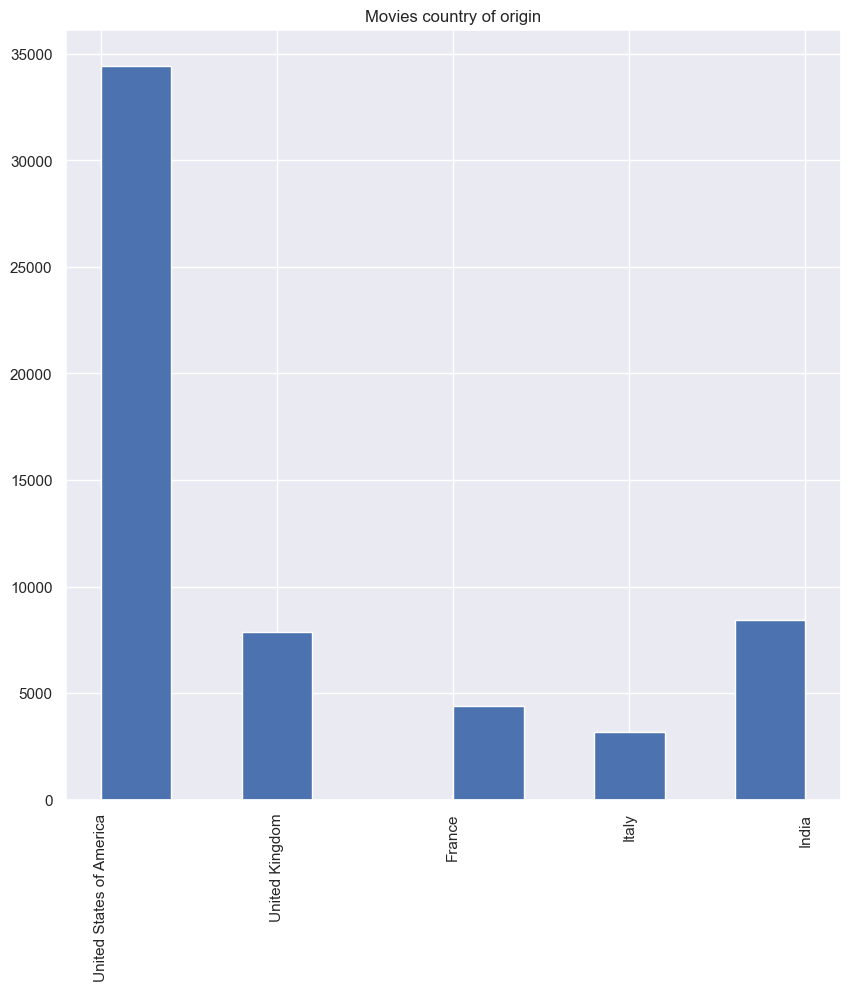 Movies country of origin
35000
30000
25000
20000
15000
10000
5000
0
United States of America
United Kingdom
France
Italy
India